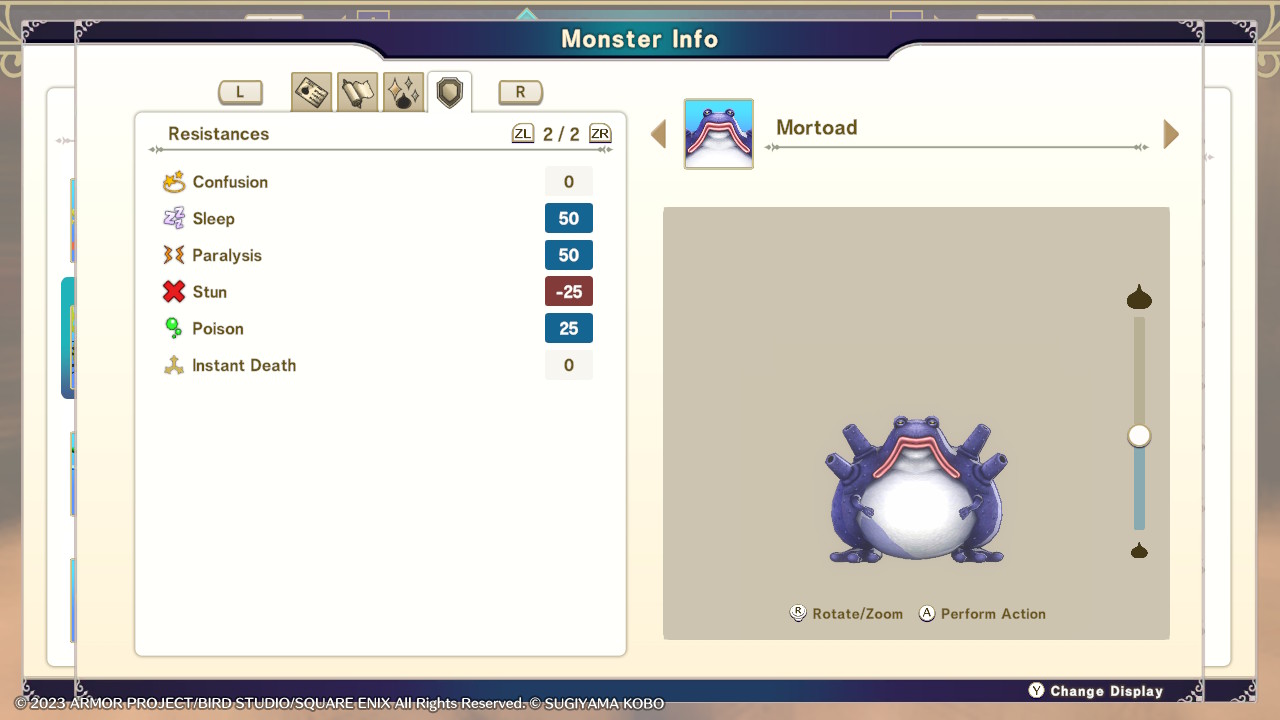 Monster Info
L
R
Resistances
ZL 2 / 2 ZR
Mortoad
Confusion 0
Sleep 50
Paralysis 50
Stun -25
Poison 25
Instant Death 0
R Rotate/Zoom A Perform Action
Y Change Display
© 2023 ARMOR PROJECT/BIRD STUDIO/SQUARE ENIX All Rights Reserved. © SUGIYAMA KOBO